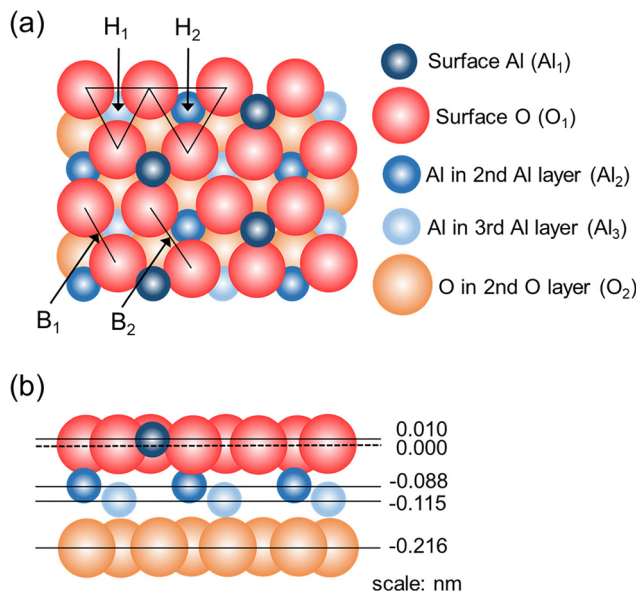 (a)
H1
H2
B1
B2
Surface Al (Al1)
Surface O (O1)
Al in 2nd Al layer (Al2)
Al in 3rd Al layer (Al3)
O in 2nd O layer (O2)
(b)
0.010
0.000
-0.088
-0.115
-0.216
scale: nm